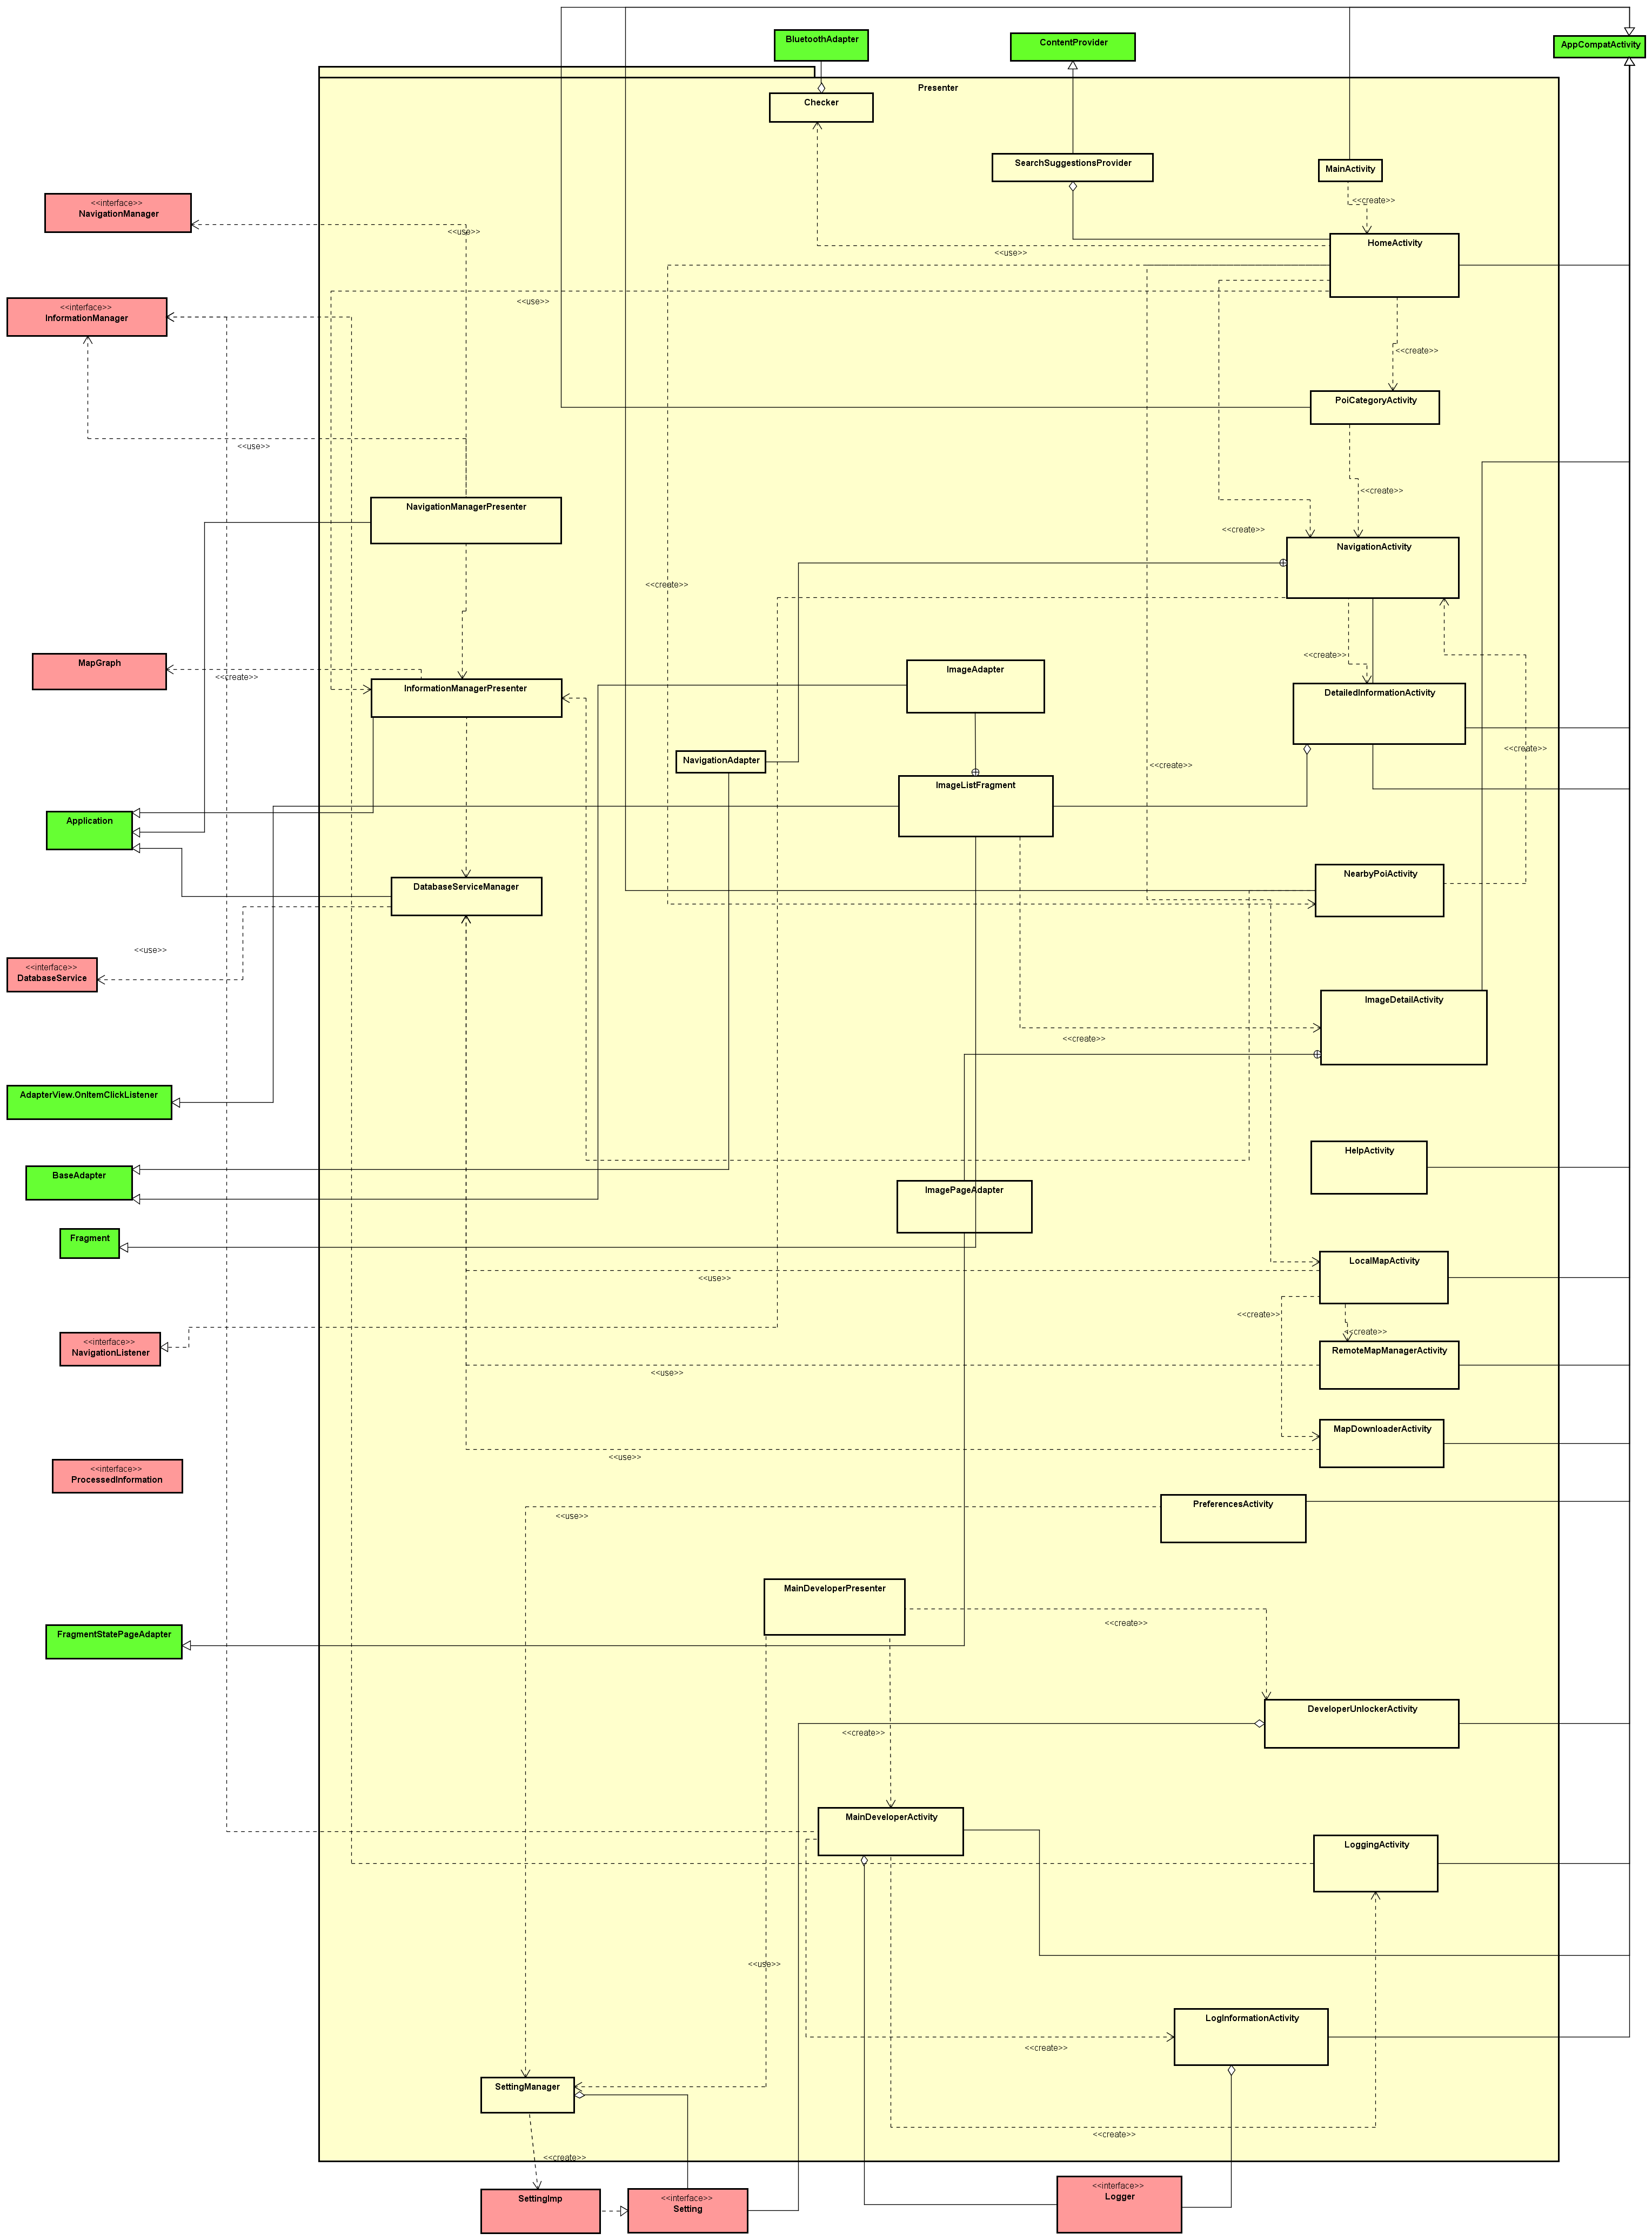 BluetoothAdapter
ContentProvider
AppCompatActivity
Presenter
Checker
SearchSuggestionsProvider
MainActivity
<<create>>
<<interface>>
NavigationManager
<<use>>
HomeActivity
<<use>>
<<interface>>
InformationManager
<<use>>
<<create>>
PoiCategoryActivity
<<use>>
<<create>>
NavigationManagerPresenter
<<create>>
NavigationActivity
<<create>>
<<create>>
MapGraph
<<create>>
ImageAdapter
InformationManagerPresenter
DetailedInformationActivity
<<create>>
NavigationAdapter
<<create>>
ImageListFragment
Application
NearbyPoiActivity
DatabaseServiceManager
<<use>>
<<interface>>
DatabaseService
ImageDetailActivity
<<create>>
AdapterView.OnItemClickListener
HelpActivity
BaseAdapter
ImagePageAdapter
Fragment
LocalMapActivity
<<use>>
<<create>>
<<create>>
<<interface>>
NavigationListener
RemoteMapManagerActivity
<<use>>
MapDownloaderActivity
<<use>>
<<interface>>
ProcessedInformation
PreferencesActivity
<<use>>
MainDeveloperPresenter
<<create>>
FragmentStatePageAdapter
DeveloperUnlockerActivity
<<create>>
MainDeveloperActivity
LoggingActivity
<<use>>
LogInformationActivity
<<create>>
SettingManager
<<create>>
<<create>>
SettingImp
<<interface>>
Setting
<<interface>>
Logger